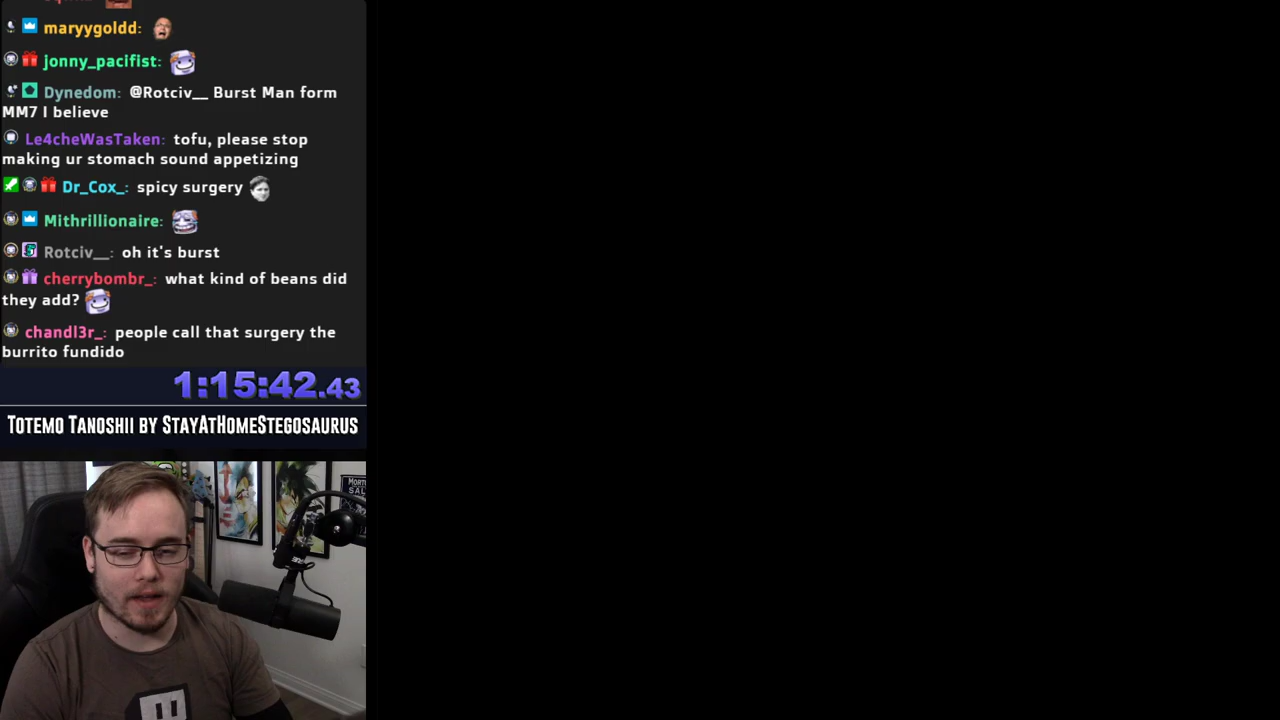 maryygoldd:
jonny_pacifist:
Dynedom: @Rotciv__ Burst Man form
MM7 I believe
Le4cheWasTaken: tofu, please stop
making ur stomach sound appetizing
Dr_Cox_: spicy surgery
Mithrillionaire:
Rotciv__: oh it's burst
cherrybombr_: what kind of beans did
they add?
chandl3r_: people call that surgery the
burrito fundido
1:15:42.43
Totemo Tanoshii by StayAtHomeStegosaurus